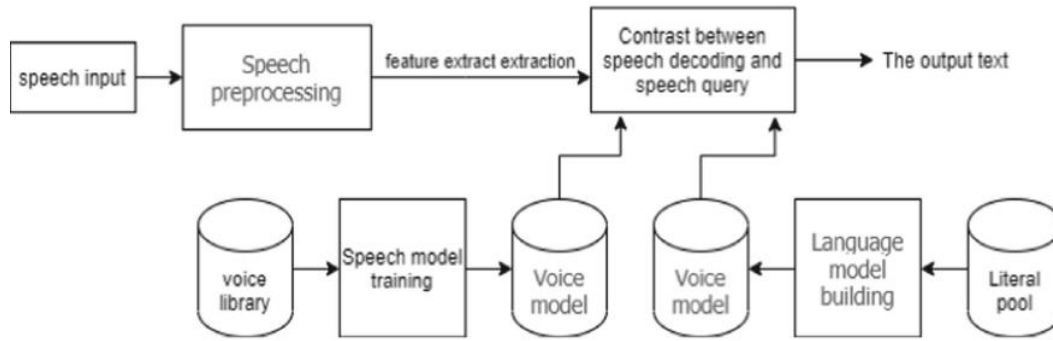 speech input
Speech
preprocessing
feature extract extraction
Contrast between
speech decoding and
speech query
The output text
voice
library
Speech model
training
Voice
model
Voice
model
Language
model
building
Literal
pool